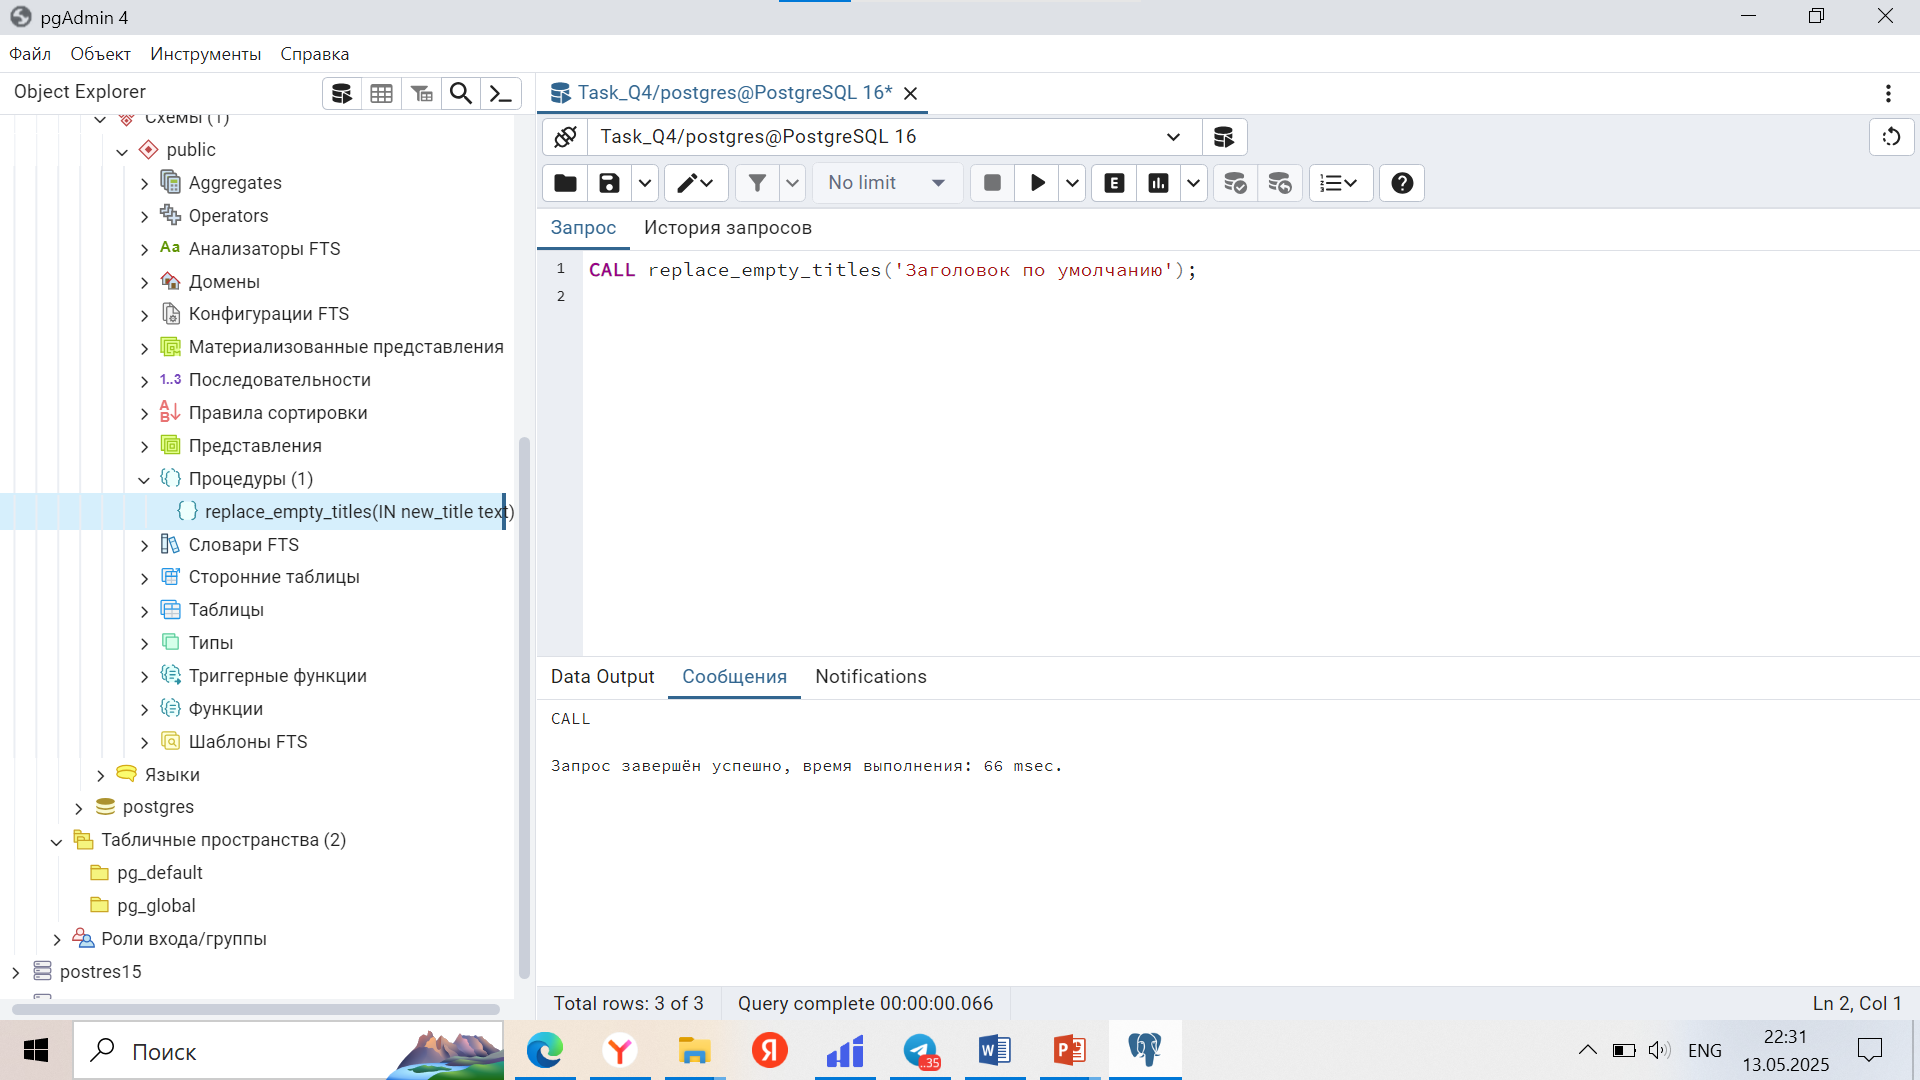 pgAdmin 4
Файл Объект Инструменты Справка
Object Explorer
Схемы (1)
public
Aggregates
Operators
Aa Анализаторы FTS
Домены
Конфигурации FTS
Материализованные представления
1..3 Последовательности
Правила сортировки
Представления
Процедуры (1)
replace_empty_titles(IN new_title text)
Словари FTS
Сторонние таблицы
Таблицы
Типы
Триггерные функции
Функции
Шаблоны FTS
Языки
postgres
Табличные пространства (2)
pg_default
pg_global
Роли входа/группы
postres15
Task_Q4/postgres@PostgreSQL 16*
Task_Q4/postgres@PostgreSQL 16
No limit
E
Запрос История запросов
1 CALL replace_empty_titles('Заголовок по умолчанию');
2
Data Output Сообщения Notifications
CALL
Запрос завершён успешно, время выполнения: 66 msec.
Total rows: 3 of 3 Query complete 00:00:00.066 Ln 2, Col 1
Поиск
..35
ENG
22:31
13.05.2025